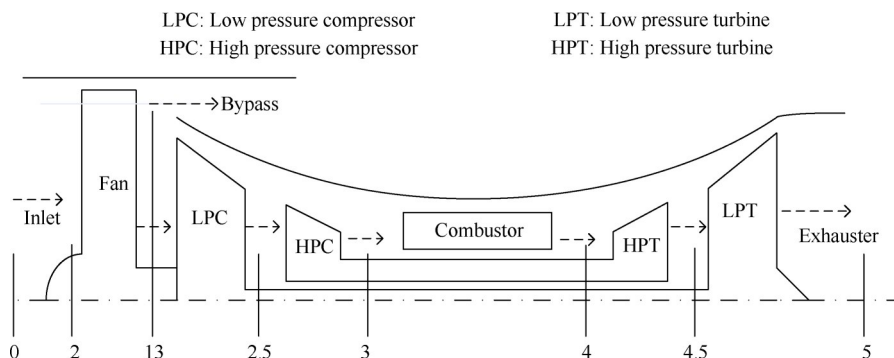 LPC: Low pressure compressor LPT: Low pressure turbine
HPC: High pressure compressor HPT: High pressure turbine
Bypass
Fan
Inlet
LPC
HPC
Combustor
HPT
LPT
Exhauster
0 2 13 2.5 3 4 4.5 5